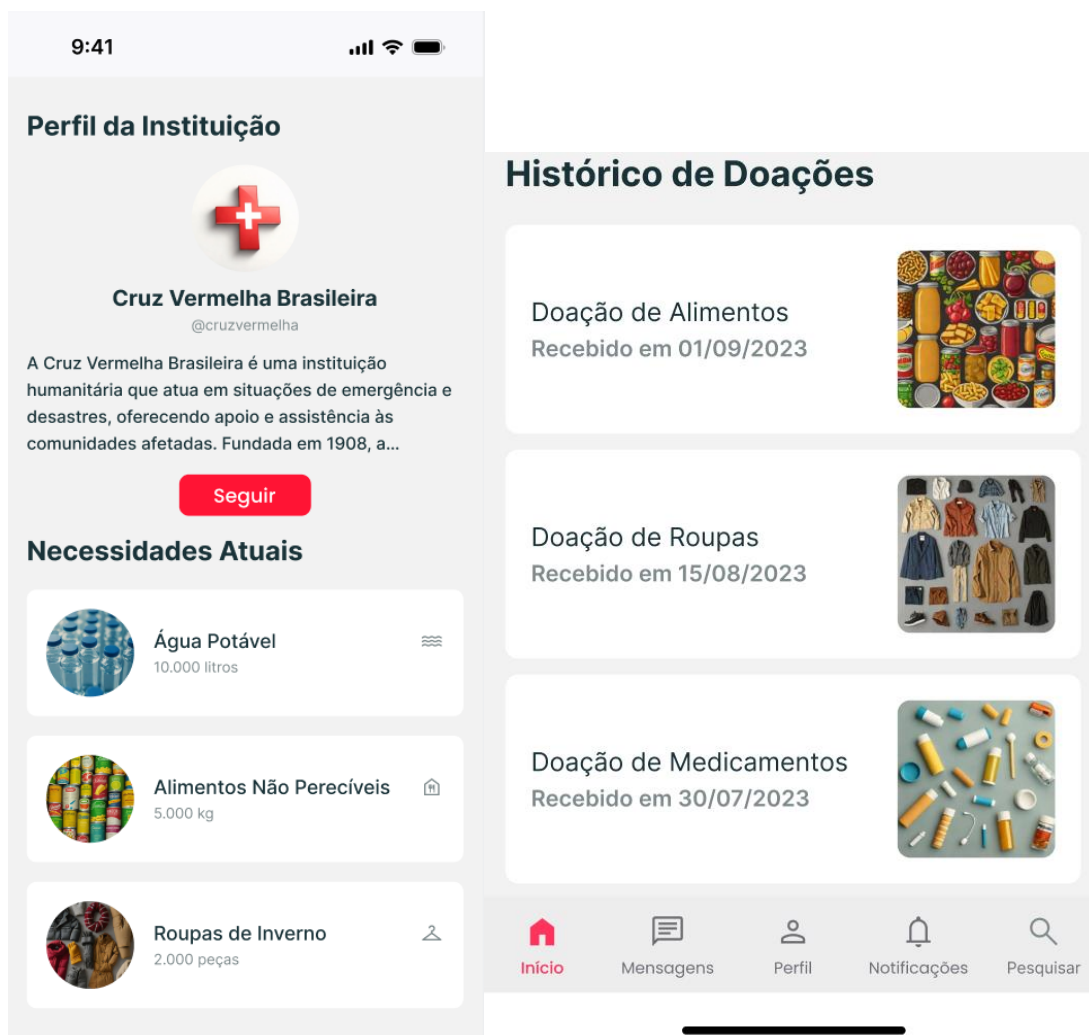 9:41
Perfil da Instituição
Cruz Vermelha Brasileira
@cruzvermelha
A Cruz Vermelha Brasileira é uma instituição
humanitária que atua em situações de emergência e
desastres, oferecendo apoio e assistência às
comunidades afetadas. Fundada em 1908, a...
Seguir
Necessidades Atuais
Água Potável
10.000 litros
Alimentos Não Perecíveis
5.000 kg
Roupas de Inverno
2.000 peças
Histórico de Doações
Doação de Alimentos
Recebido em 01/09/2023
Doação de Roupas
Recebido em 15/08/2023
Doação de Medicamentos
Recebido em 30/07/2023
Início
Mensagens
Perfil
Notificações
Pesquisar